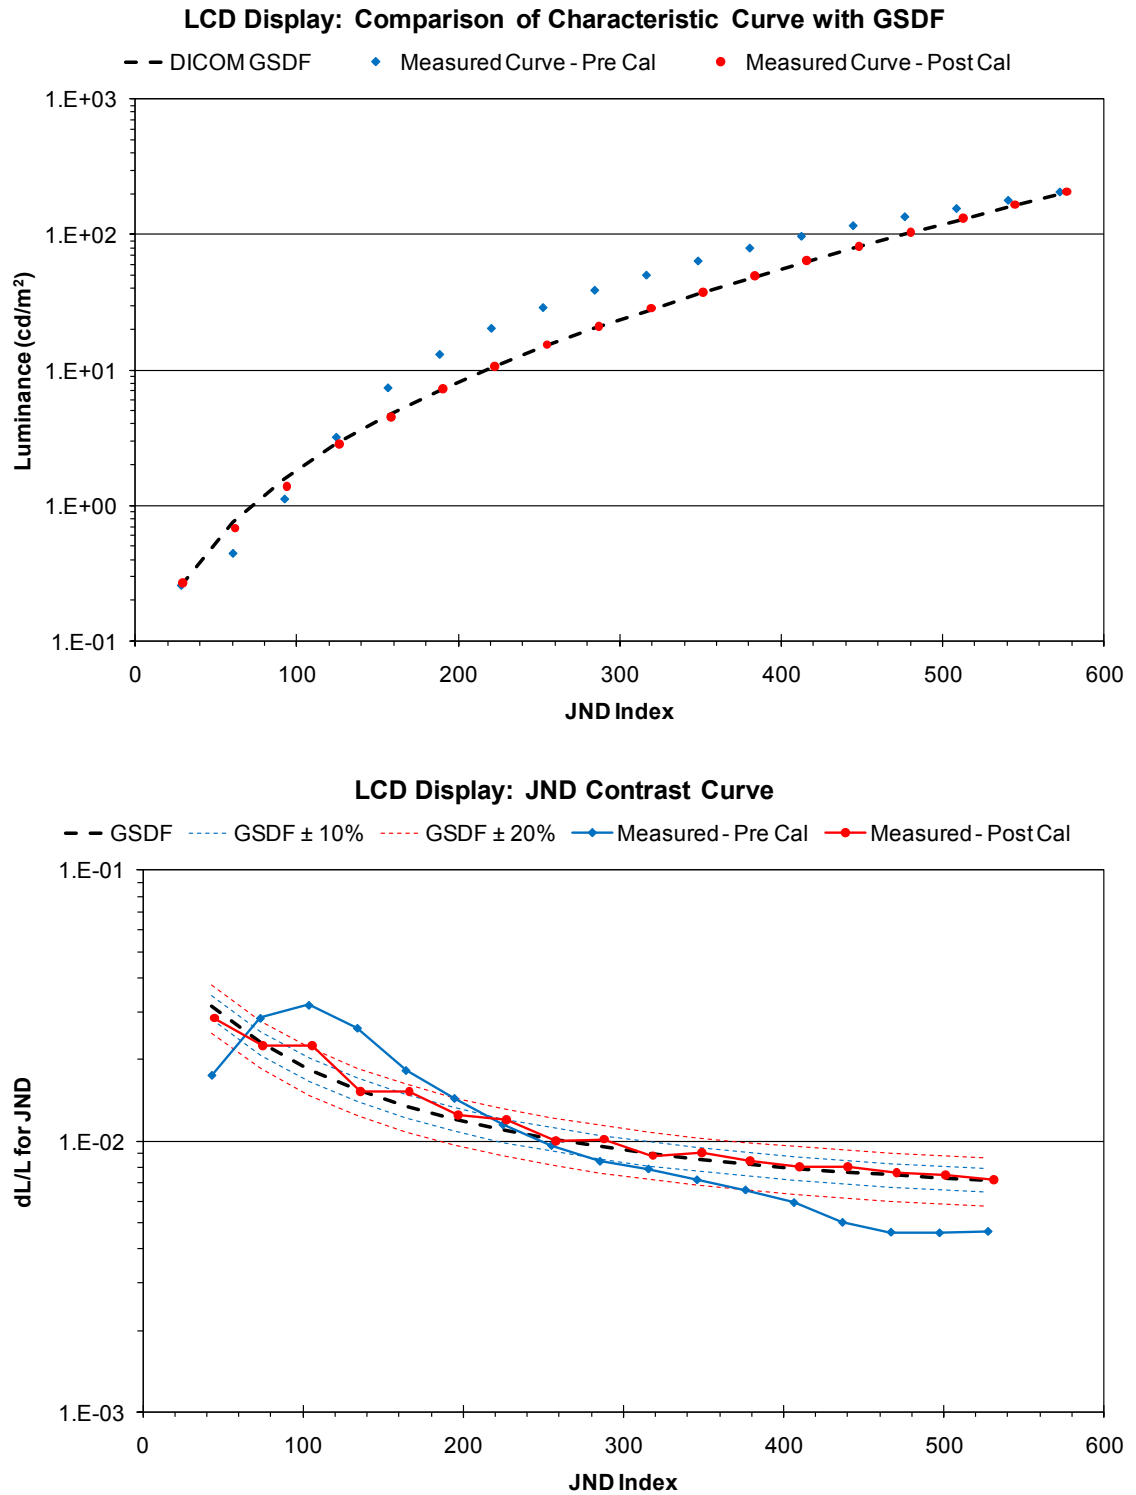 LCD Display: Comparison of Characteristic Curve with GSDF
DICOM GSDF Measured Curve - Pre Cal Measured Curve - Post Cal
1.E+03
1.E+02
1.E+01
1.E+00
1.E-01
Luminance (cd/m²)
0 100 200 300 400 500 600
JND Index
LCD Display: JND Contrast Curve
GSDF GSDF ± 10% GSDF ± 20% Measured - Pre Cal Measured - Post Cal
1.E-01
1.E-02
1.E-03
dL/L for JND
0 100 200 300 400 500 600
JND Index